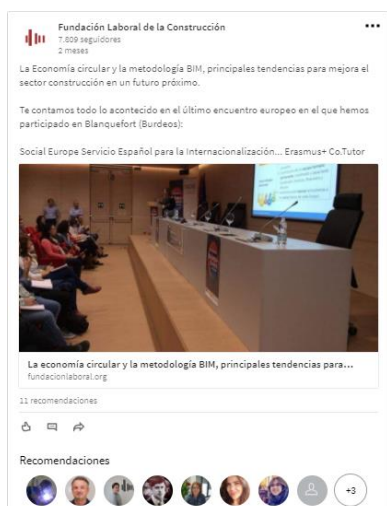 Fundación Laboral de la Construcción
7.809 seguidores
2 meses
La Economía circular y la metodología BIM, principales tendencias para mejora el
sector construcción en un futuro próximo.
Te contamos todo lo acontecido en el último encuentro europeo en el que hemos
participado en Blanquefort (Burdeos):
Social Europe Servicio Español para la Internacionalización... Erasmus+ Co.Tutor
La economía circular y la metodología BIM, principales tendencias para...
fundacionlaboral.org
11 recomendaciones
Recomendaciones
+3